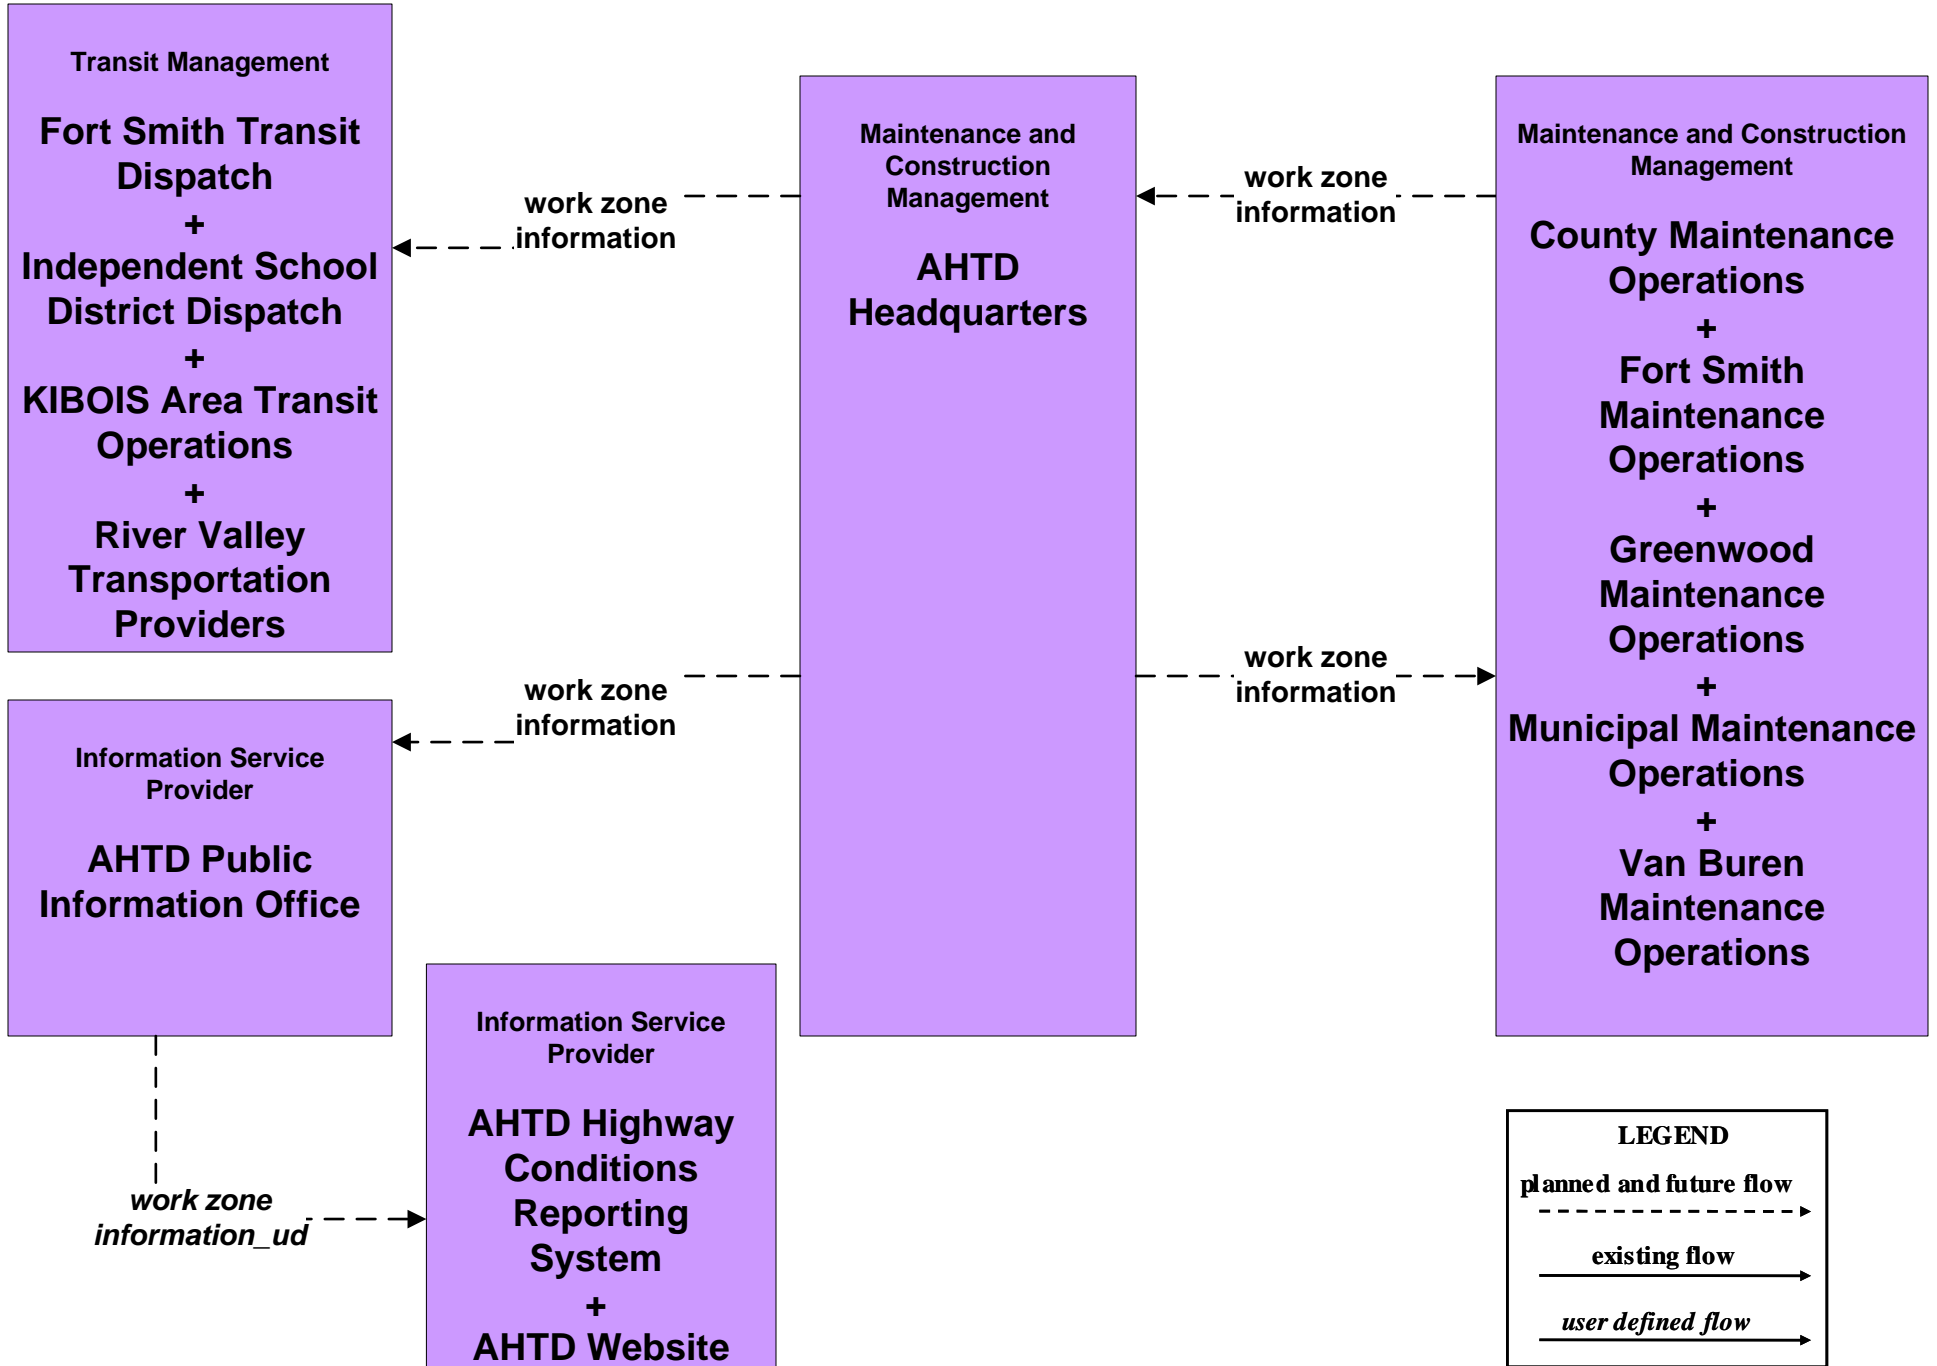 Transit Management
Fort Smith Transit
Dispatch
+
Independent School
District Dispatch
+
KIBOIS Area Transit
Operations
+
River Valley
Transportation
Providers
work zone
information
Maintenance and
Construction
Management
AHTD
Headquarters
work zone
information
Maintenance and Construction
Management
County Maintenance
Operations
+
Fort Smith
Maintenance
Operations
+
Greenwood
Maintenance
Operations
+
Municipal Maintenance
Operations
+
Van Buren
Maintenance
Operations
work zone
information
work zone
information
Information Service
Provider
AHTD Public
Information Office
work zone
information_ud
Information Service
Provider
AHTD Highway
Conditions
Reporting
System
+
AHTD Website
LEGEND
planned and future flow
existing flow
user defined flow